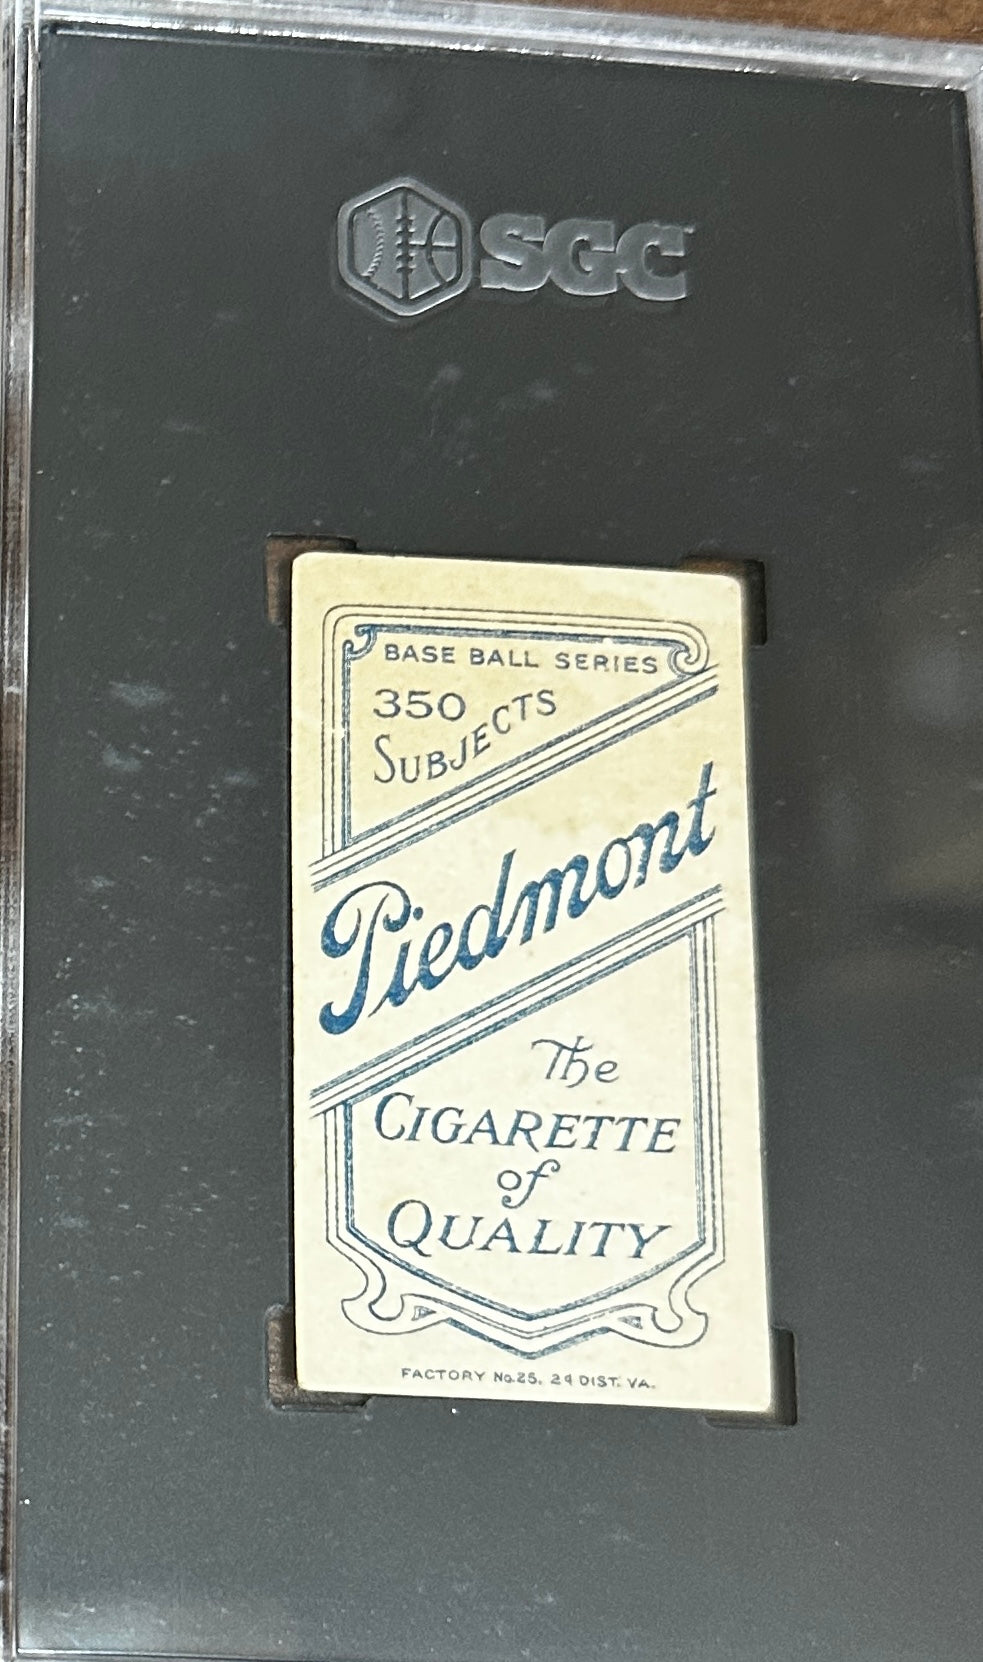 SGC
BASE BALL SERIES
350
SUBJECTS
Piedmont
The
CIGARETTE
of
QUALITY
FACTORY No.25. 2d DIST. VA.